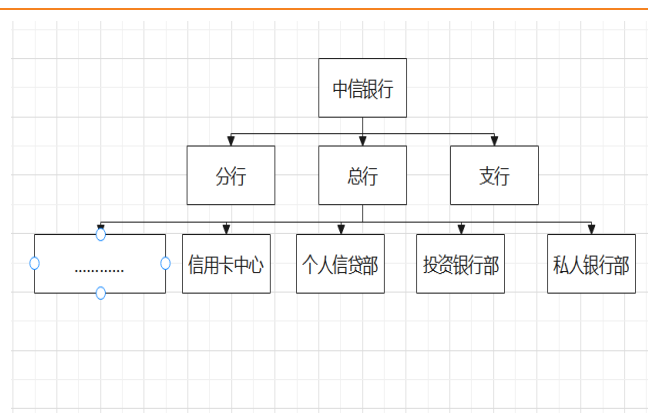 中信银行
分行
总行
支行
…………
信用卡中心
个人信贷部
投资银行部
私人银行部